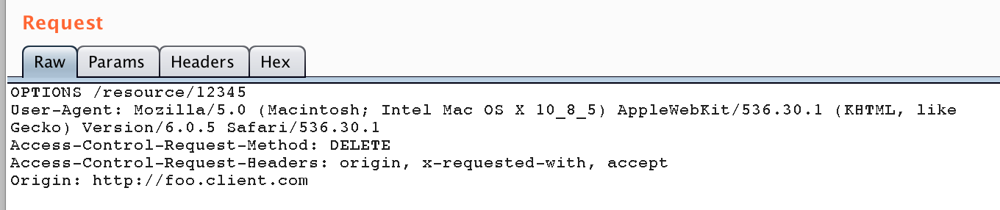 Request
Raw Params Headers Hex
OPTIONS /resource/12345
User-Agent: Mozilla/5.0 (Macintosh; Intel Mac OS X 10_8_5) AppleWebKit/536.30.1 (KHTML, like
Gecko) Version/6.0.5 Safari/536.30.1
Access-Control-Request-Method: DELETE
Access-Control-Request-Headers: origin, x-requested-with, accept
Origin: http://foo.client.com